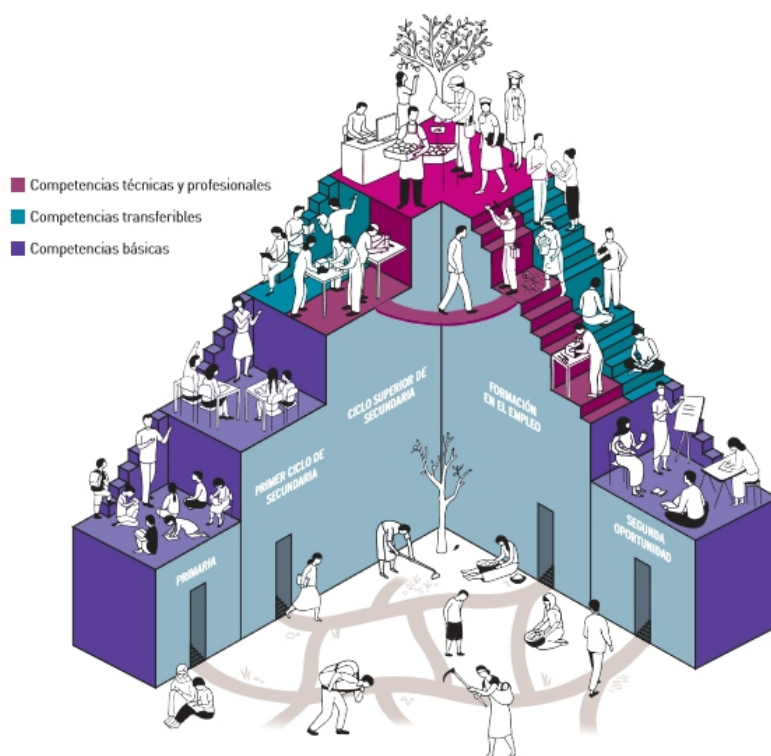 Competencias técnicas y profesionales
Competencias transferibles
Competencias básicas
PRIMARIA
PRIMER CICLO DE
SECUNDARIA
CICLO SUPERIOR DE
SECUNDARIA
FORMACIÓN
EN EL EMPLEO
SEGUNDA
OPORTUNIDAD